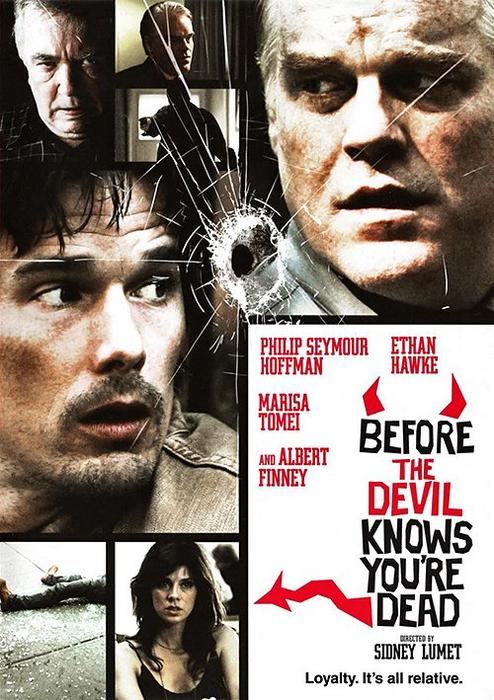 PHILIP SEYMOUR
HOFFMAN
ETHAN
HAWKE
MARISA
TOMEI
AND ALBERT
FINNEY
BEFORE
THE
DEVIL
KNOWS
YOU'RE
DEAD
DIRECTED BY
SIDNEY LUMET
Loyalty. It's all relative.